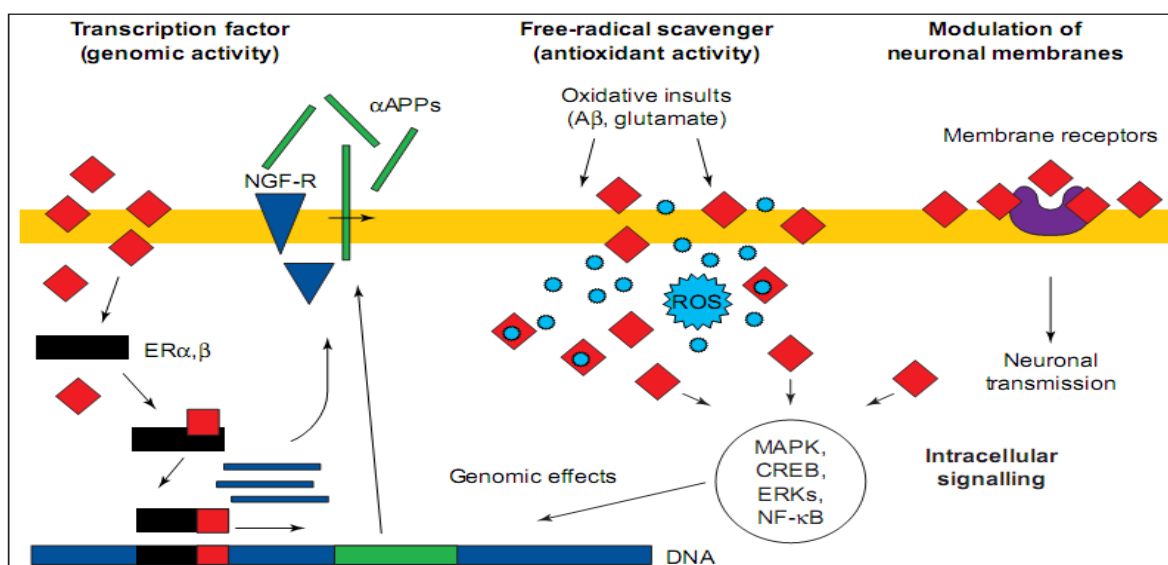 Transcription factor
(genomic activity)
Free-radical scavenger
(antioxidant activity)
Modulation of
neuronal membranes
αAPPs
NGF-R
Oxidative insults
(Aβ, glutamate)
Membrane receptors
ROS
ERα,β
Neuronal
transmission
MAPK,
CREB,
ERKs,
NF-κB
Intracellular
signalling
Genomic effects
DNA